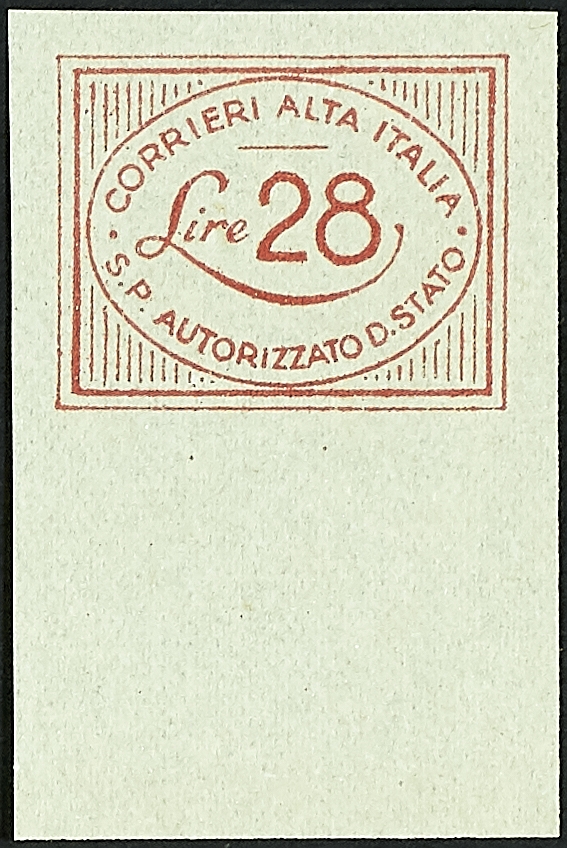 CORRIERI ALTA ITALIA
Lire 28
S.P. AUTORIZZATO D. STATO